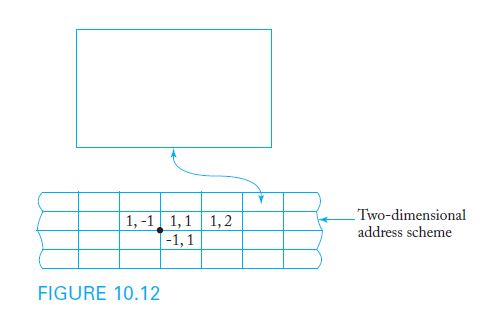 1, -1 1, 1 1, 2
-1, 1
Two-dimensional
address scheme
FIGURE 10.12